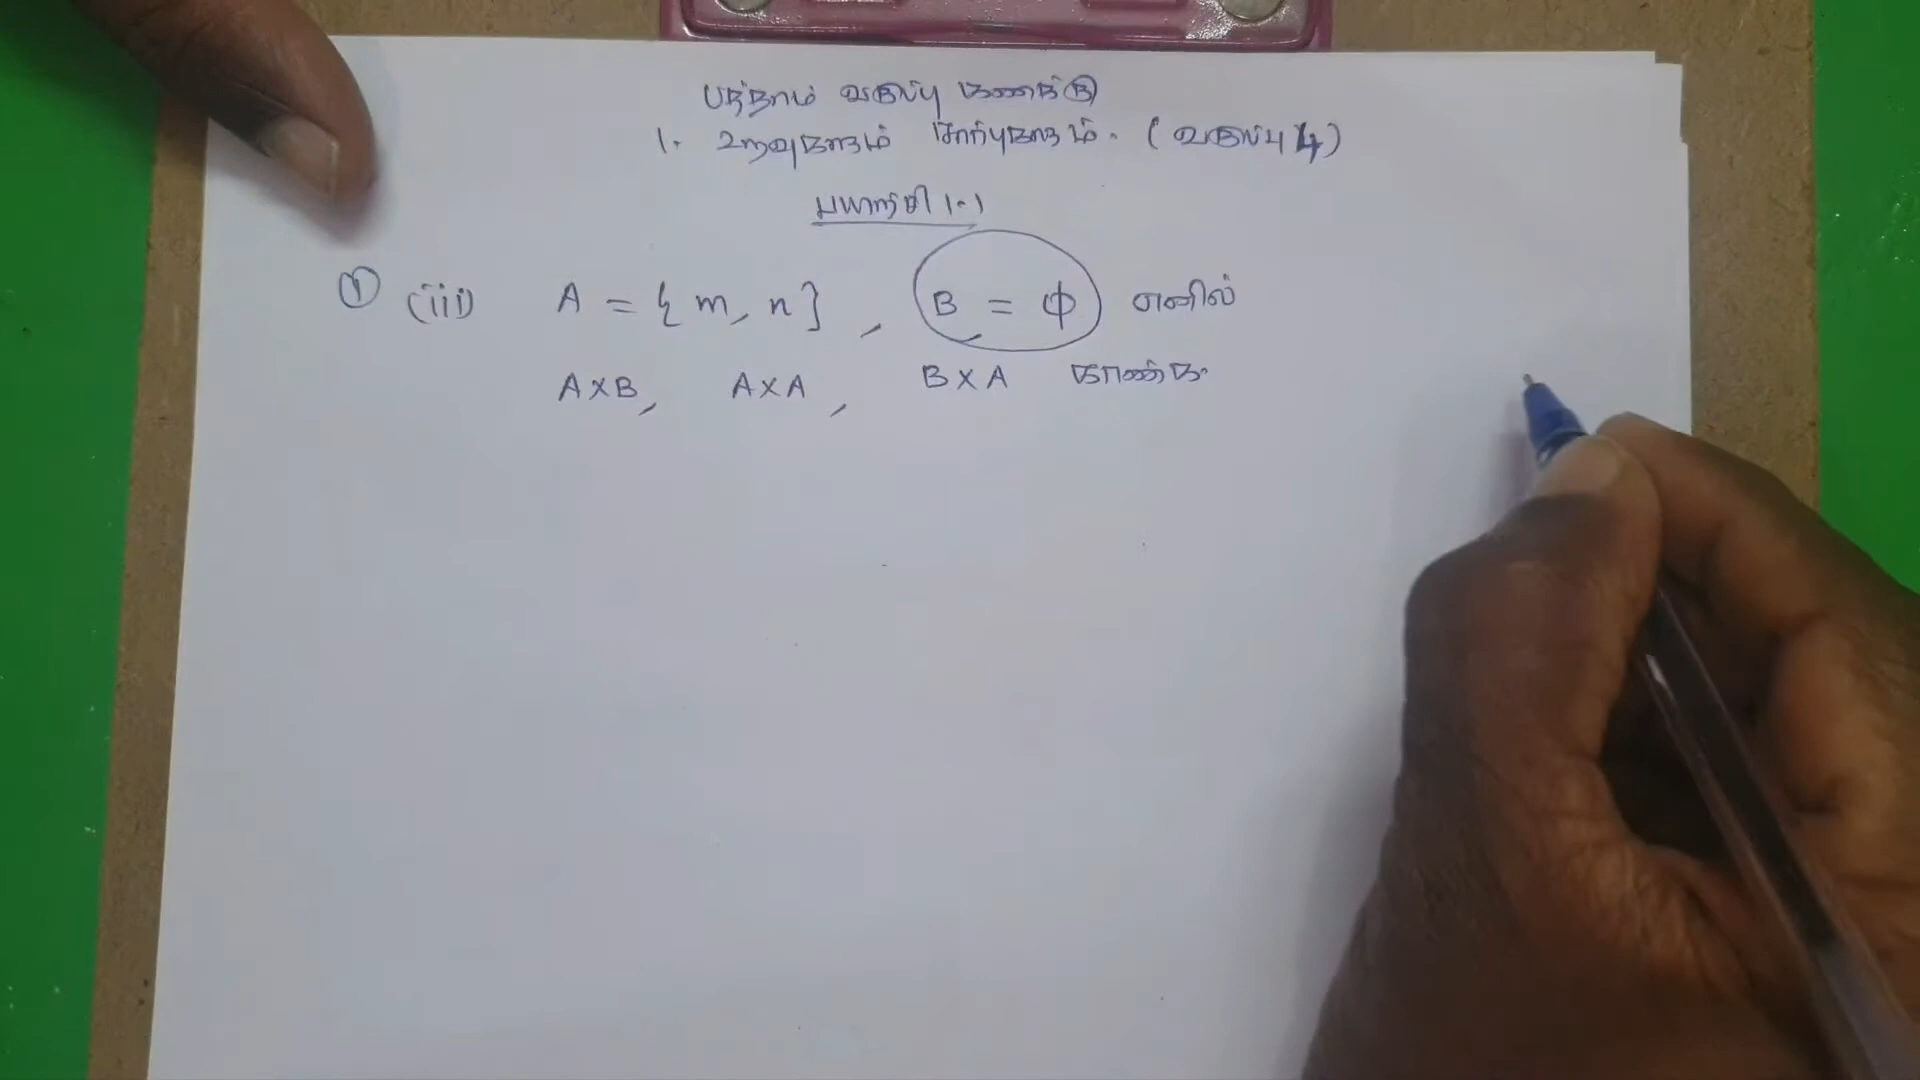 பத்தாம் வகுப்பு கணக்கு
1. உறவுகளும் சார்புகளும். (வகுப்பு 4)
பயிற்சி 1.1
① (iii) A = { m, n } , B = ϕ எனில்
A×B, A×A, B×A காண்க.